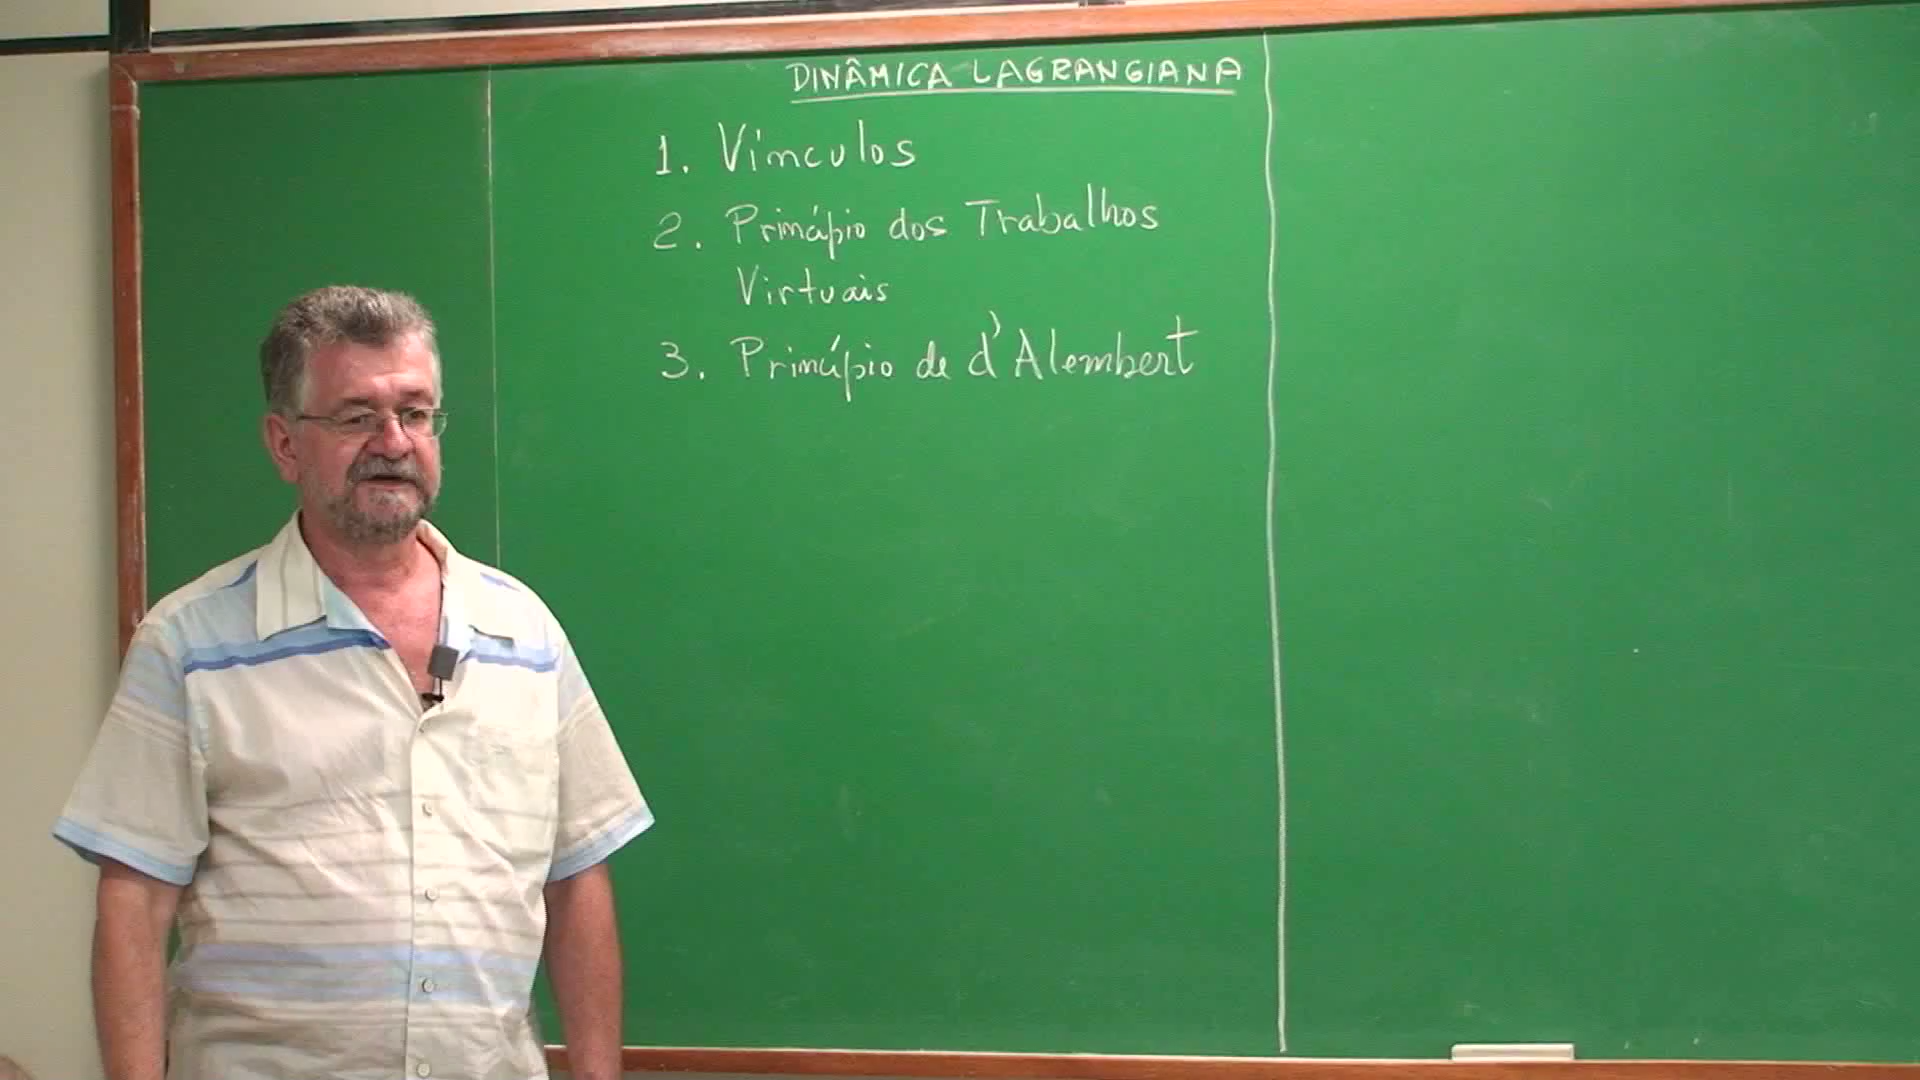 DINÂMICA LAGRANGIANA
1. Vínculos
2. Princípio dos Trabalhos
Virtuais
3. Princípio de d'Alembert